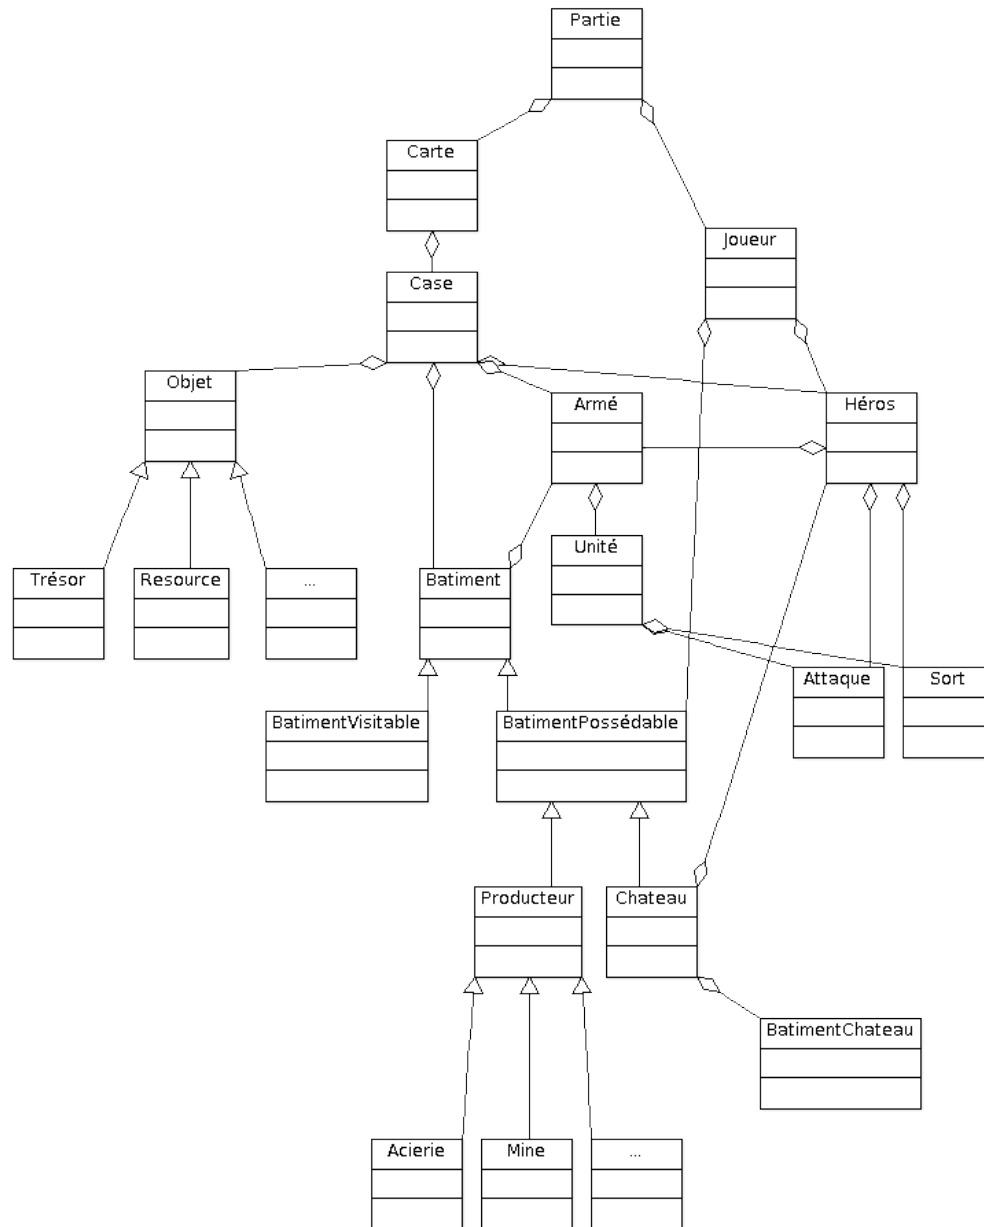 Partie
Carte
Joueur
Case
Objet
Armé
Héros
Unité
Trésor
Resource
...
Batiment
Attaque
Sort
BatimentVisitable
BatimentPossédable
Producteur
Chateau
BatimentChateau
Acierie
Mine
...